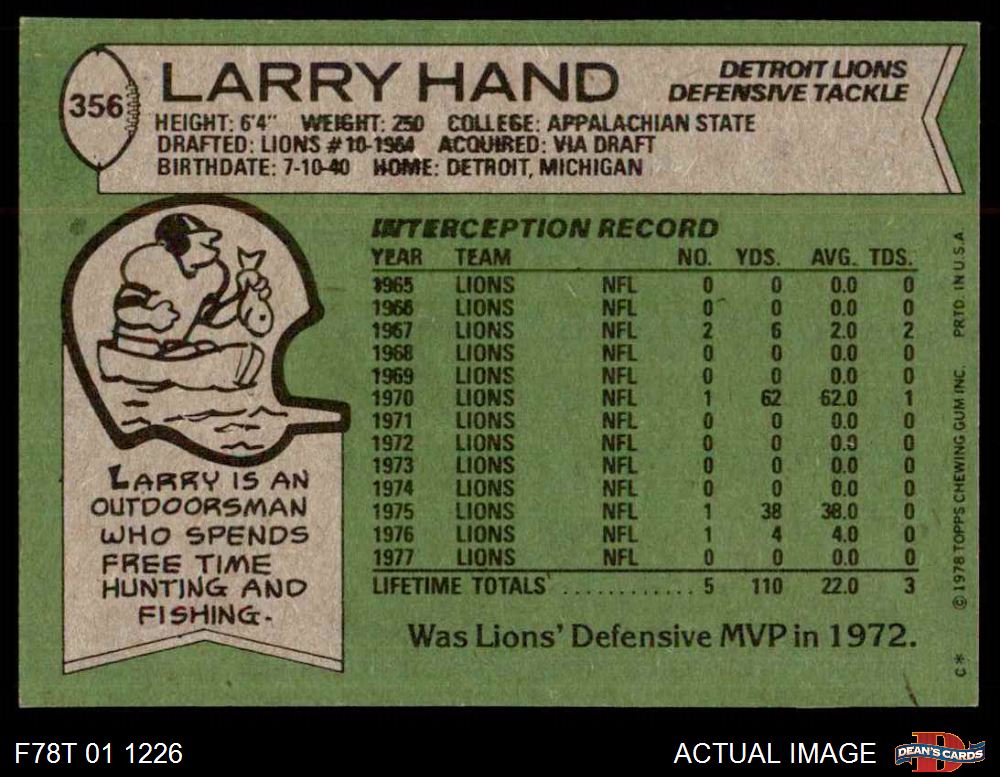 356
LARRY HAND
DETROIT LIONS
DEFENSIVE TACKLE
HEIGHT: 6'4" WEIGHT: 250 COLLEGE: APPALACHIAN STATE
DRAFTED: LIONS #10-1964 ACQUIRED: VIA DRAFT
BIRTHDATE: 7-10-40 HOME: DETROIT, MICHIGAN
INTERCEPTION RECORD
YEAR TEAM NO. YDS. AVG. TDS.
1965 LIONS NFL 0 0 0.0 0
1966 LIONS NFL 0 0 0.0 0
1967 LIONS NFL 2 6 2.0 2
1968 LIONS NFL 0 0 0.0 0
1969 LIONS NFL 0 0 0.0 0
1970 LIONS NFL 1 62 62.0 1
1971 LIONS NFL 0 0 0.0 0
1972 LIONS NFL 0 0 0.0 0
1973 LIONS NFL 0 0 0.0 0
1974 LIONS NFL 0 0 0.0 0
1975 LIONS NFL 1 38 38.0 0
1976 LIONS NFL 1 4 4.0 0
1977 LIONS NFL 0 0 0.0 0
LIFETIME TOTALS ............ 5 110 22.0 3
Was Lions' Defensive MVP in 1972.
LARRY IS AN
OUTDOORSMAN
WHO SPENDS
FREE TIME
HUNTING AND
FISHING.
C* © 1978 TOPPS CHEWING GUM INC. PRTD. IN U.S.A
F78T 01 1226
ACTUAL IMAGE
D
DEAN'S CARDS